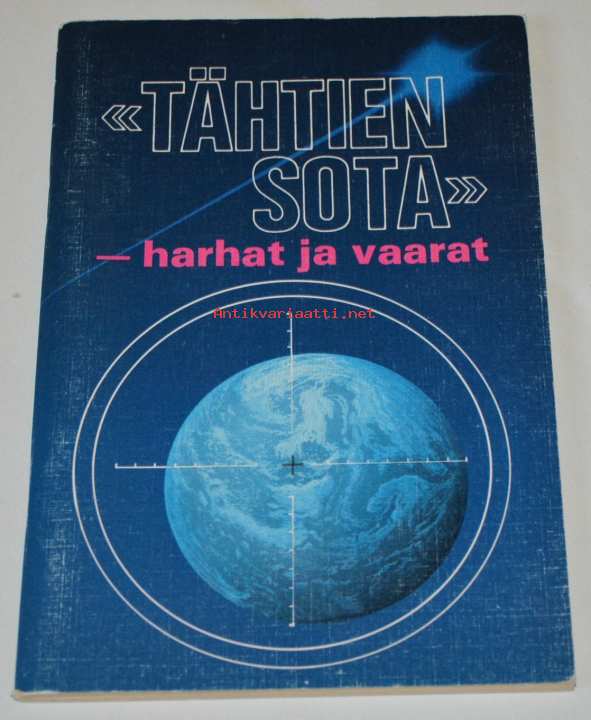 «TÄHTIEN
SOTA»
— harhat ja vaarat
Antikvariaatti.net